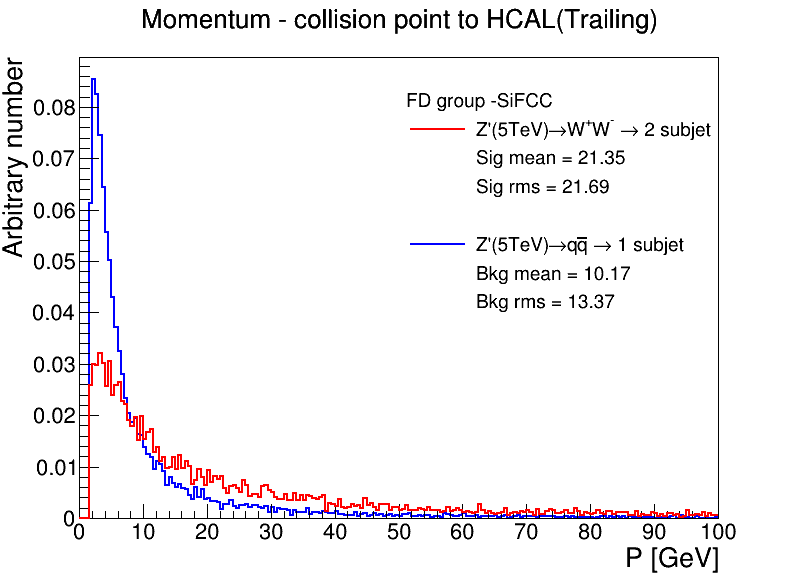 Momentum - collision point to HCAL(Trailing)
Arbitrary number
FD group -SiFCC
Z'(5TeV)→W⁺W⁻ → 2 subjet
Sig mean = 21.35
Sig rms = 21.69
Z'(5TeV)→qq̅ → 1 subjet
Bkg mean = 10.17
Bkg rms = 13.37
0.08
0.07
0.06
0.05
0.04
0.03
0.02
0.01
0
0 10 20 30 40 50 60 70 80 90 100
P [GeV]